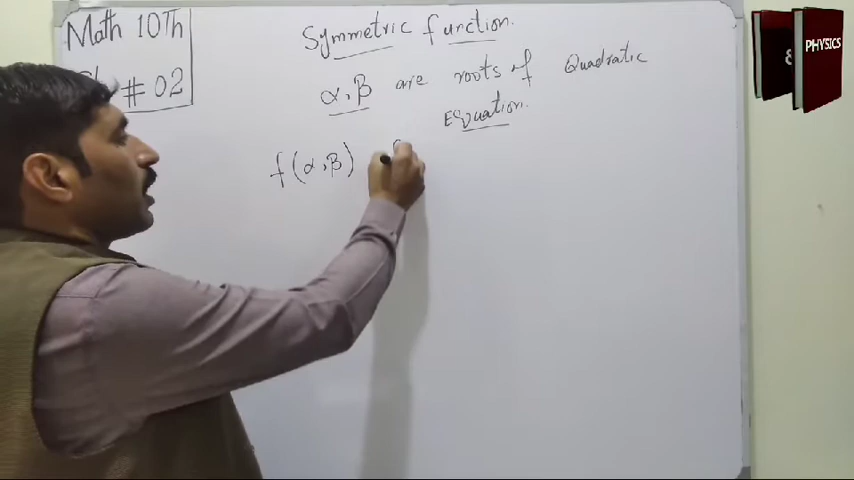 Math 10Th
# 02
Symmetric function.
α, β are roots of Quadratic
Equation.
f(α, β)
&
PHYSICS